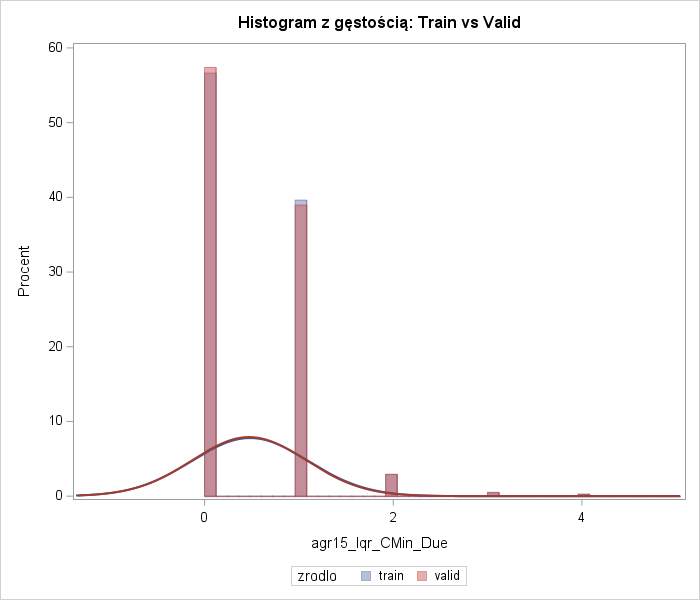 Histogram z gęstością: Train vs Valid
60
50
40
30
20
10
0
Procent
0 2 4
agr15_Iqr_CMin_Due
zrodlo train valid